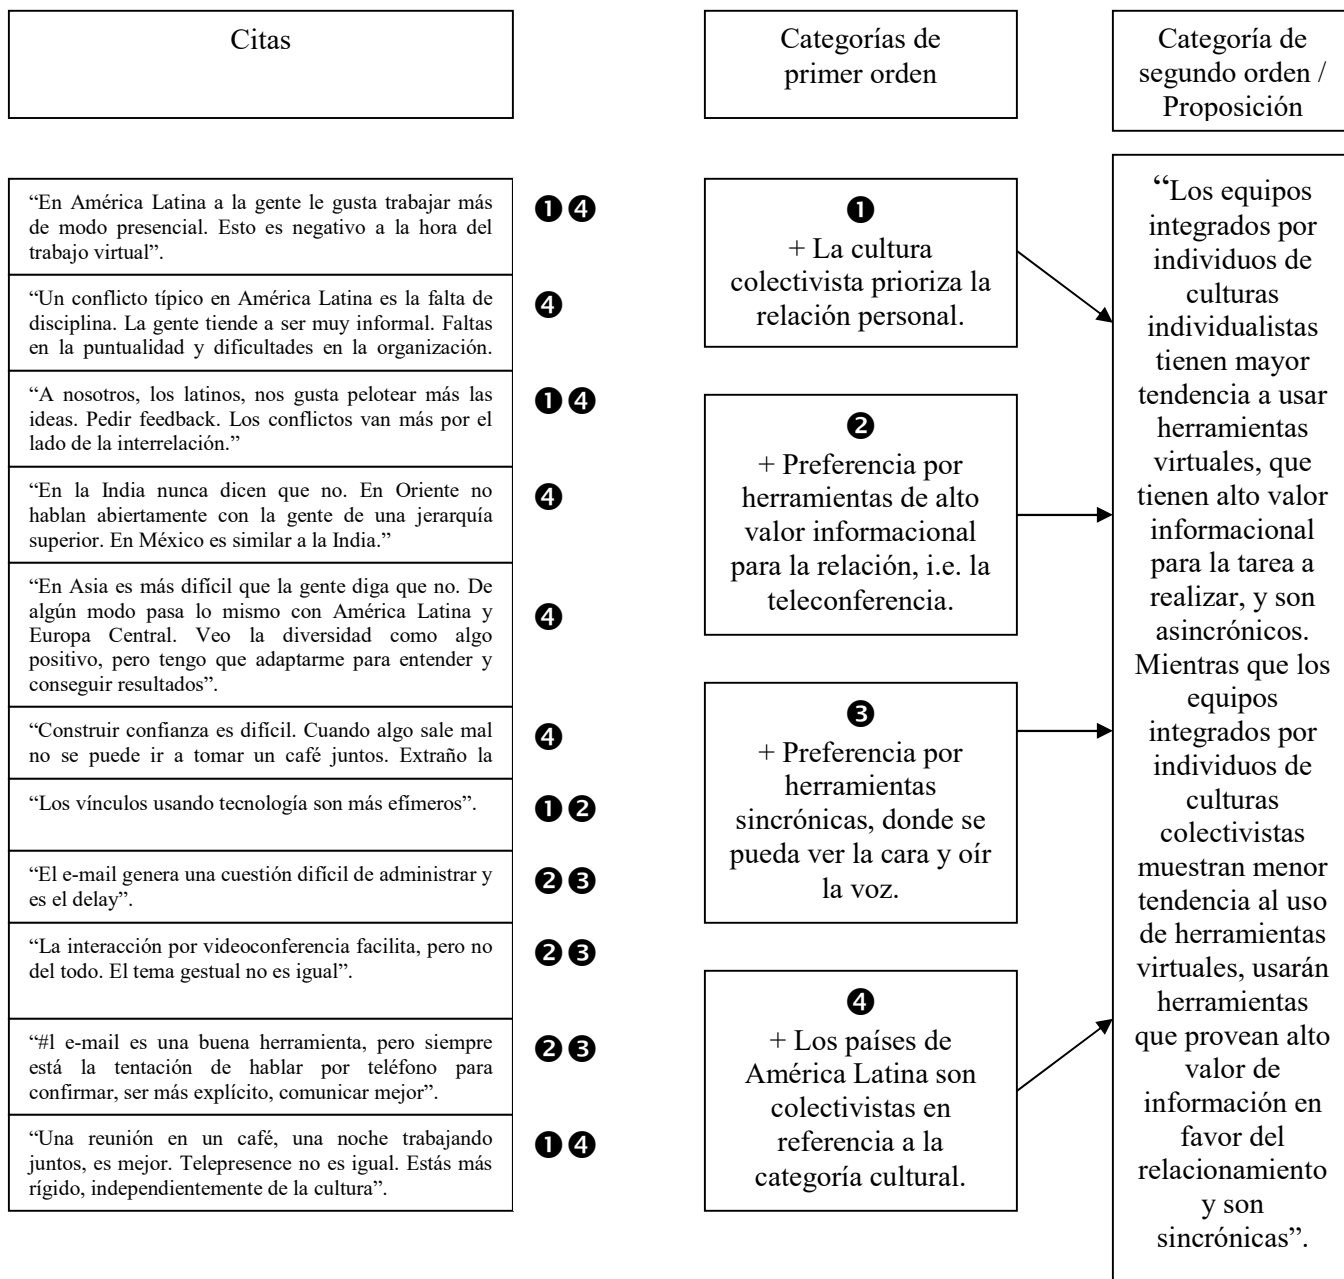 Citas
Categorías de
primer orden
Categoría de
segundo orden /
Proposición
“En América Latina a la gente le gusta trabajar más
de modo presencial. Esto es negativo a la hora del
trabajo virtual”.
❶ ❹
“Un conflicto típico en América Latina es la falta de
disciplina. La gente tiende a ser muy informal. Faltas
en la puntualidad y dificultades en la organización.
❹
“A nosotros, los latinos, nos gusta pelotear más las
ideas. Pedir feedback. Los conflictos van más por el
lado de la interrelación.”
❶ ❹
“En la India nunca dicen que no. En Oriente no
hablan abiertamente con la gente de una jerarquía
superior. En México es similar a la India.”
❹
“En Asia es más difícil que la gente diga que no. De
algún modo pasa lo mismo con América Latina y
Europa Central. Veo la diversidad como algo
positivo, pero tengo que adaptarme para entender y
conseguir resultados”.
❹
“Construir confianza es difícil. Cuando algo sale mal
no se puede ir a tomar un café juntos. Extraño la
❹
“Los vínculos usando tecnología son más efímeros”.
❶ ❷
“El e-mail genera una cuestión difícil de administrar y
es el delay”.
❷ ❸
“La interacción por videoconferencia facilita, pero no
del todo. El tema gestual no es igual”.
❷ ❸
“#l e-mail es una buena herramienta, pero siempre
está la tentación de hablar por teléfono para
confirmar, ser más explícito, comunicar mejor”.
❷ ❸
“Una reunión en un café, una noche trabajando
juntos, es mejor. Telepresence no es igual. Estás más
rígido, independientemente de la cultura”.
❶ ❹
❶
+ La cultura
colectivista prioriza la
relación personal.
❷
+ Preferencia por
herramientas de alto
valor informacional
para la relación, i.e. la
teleconferencia.
❸
+ Preferencia por
herramientas
sincrónicas, donde se
pueda ver la cara y oír
la voz.
❹
+ Los países de
América Latina son
colectivistas en
referencia a la
categoría cultural.
“Los equipos
integrados por
individuos de
culturas
individualistas
tienen mayor
tendencia a usar
herramientas
virtuales, que
tienen alto valor
informacional
para la tarea a
realizar, y son
asincrónicos.
Mientras que los
equipos
integrados por
individuos de
culturas
colectivistas
muestran menor
tendencia al uso
de herramientas
virtuales, usarán
herramientas
que provean alto
valor de
información en
favor del
relacionamiento
y son
sincrónicas”.